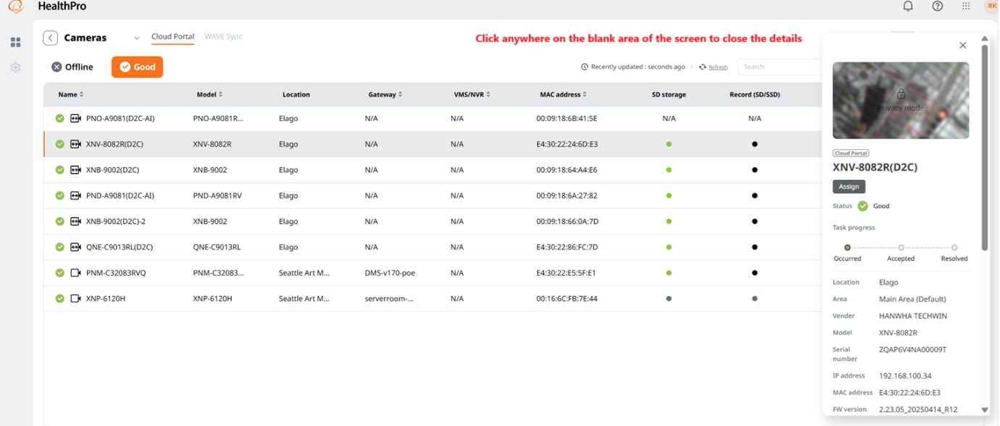 HealthPro
RK
Cameras
Cloud Portal
WAVE Sync
Click anywhere on the blank area of the screen to close the details
Offline
Good
Recently updated : seconds ago
Refresh
Search
Name Model Location Gateway VMS/NVR MAC address SD storage Record (SD/SSD)
PNO-A9081(D2C-AI) PNO-A9081R... Elago N/A N/A 00:09:18:6B:41:5E N/A N/A
XNV-8082R(D2C) XNV-8082R Elago N/A N/A E4:30:22:24:6D:E3
XNB-9002(D2C) XNB-9002 Elago N/A N/A 00:09:18:64:A4:E6
PND-A9081(D2C-AI) PND-A9081RV Elago N/A N/A 00:09:18:6A:27:82
XNB-9002(D2C)-2 XNB-9002 Elago N/A N/A 00:09:18:66:0A:7D
QNE-C9013RL(D2C) QNE-C9013RL Elago N/A N/A E4:30:22:86:FC:7D
PNM-C32083RVQ PNM-C32083... Seattle Art M... DMS-v170-poe N/A E4:30:22:E5:5F:E1
XNP-6120H XNP-6120H Seattle Art M... serverroom-... N/A 00:16:6C:FB:7E:44
Privacy mode
Cloud Portal
XNV-8082R(D2C)
Assign
Status Good
Task progress
Occurred Accepted Resolved
Location Elago
Area Main Area (Default)
Vender HANWHA TECHWIN
Model XNV-8082R
Serial number ZQAP6V4NA00009T
IP address 192.168.100.34
MAC address E4:30:22:24:6D:E3
FW version 2.23.05_20250414_R12